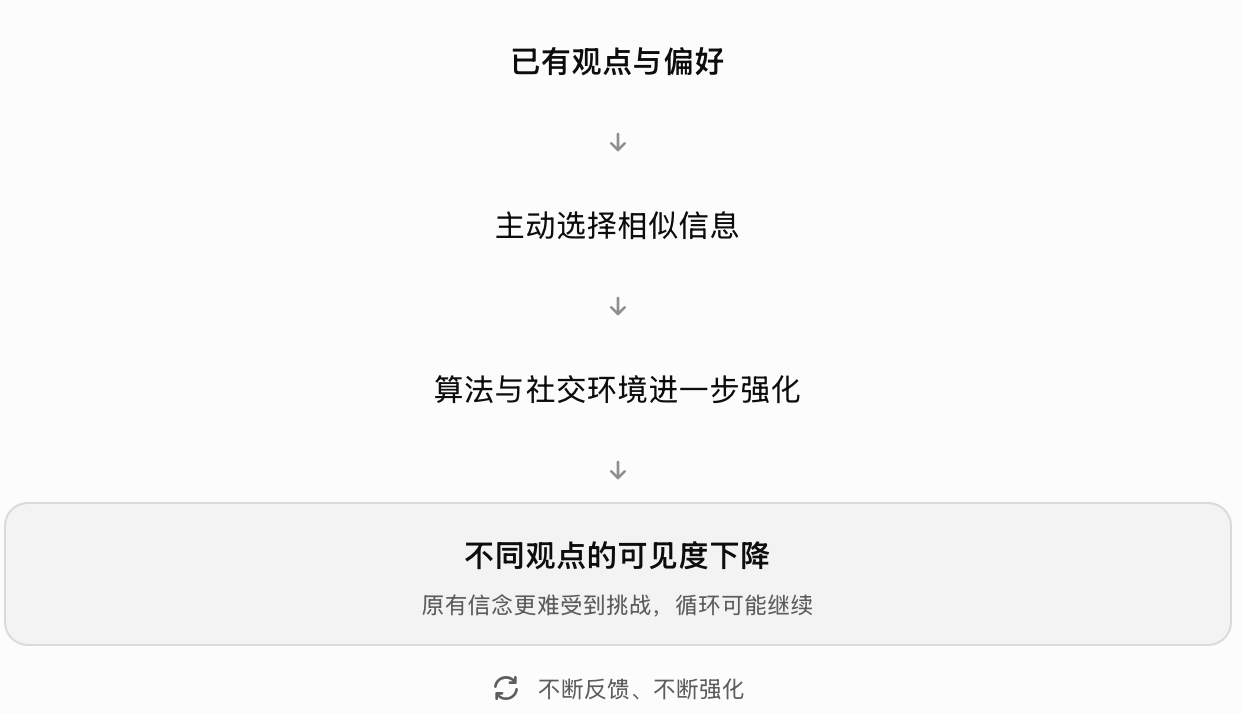 已有观点与偏好
主动选择相似信息
算法与社交环境进一步强化
不同观点的可见度下降
原有信念更难受到挑战，循环可能继续
不断反馈、不断强化